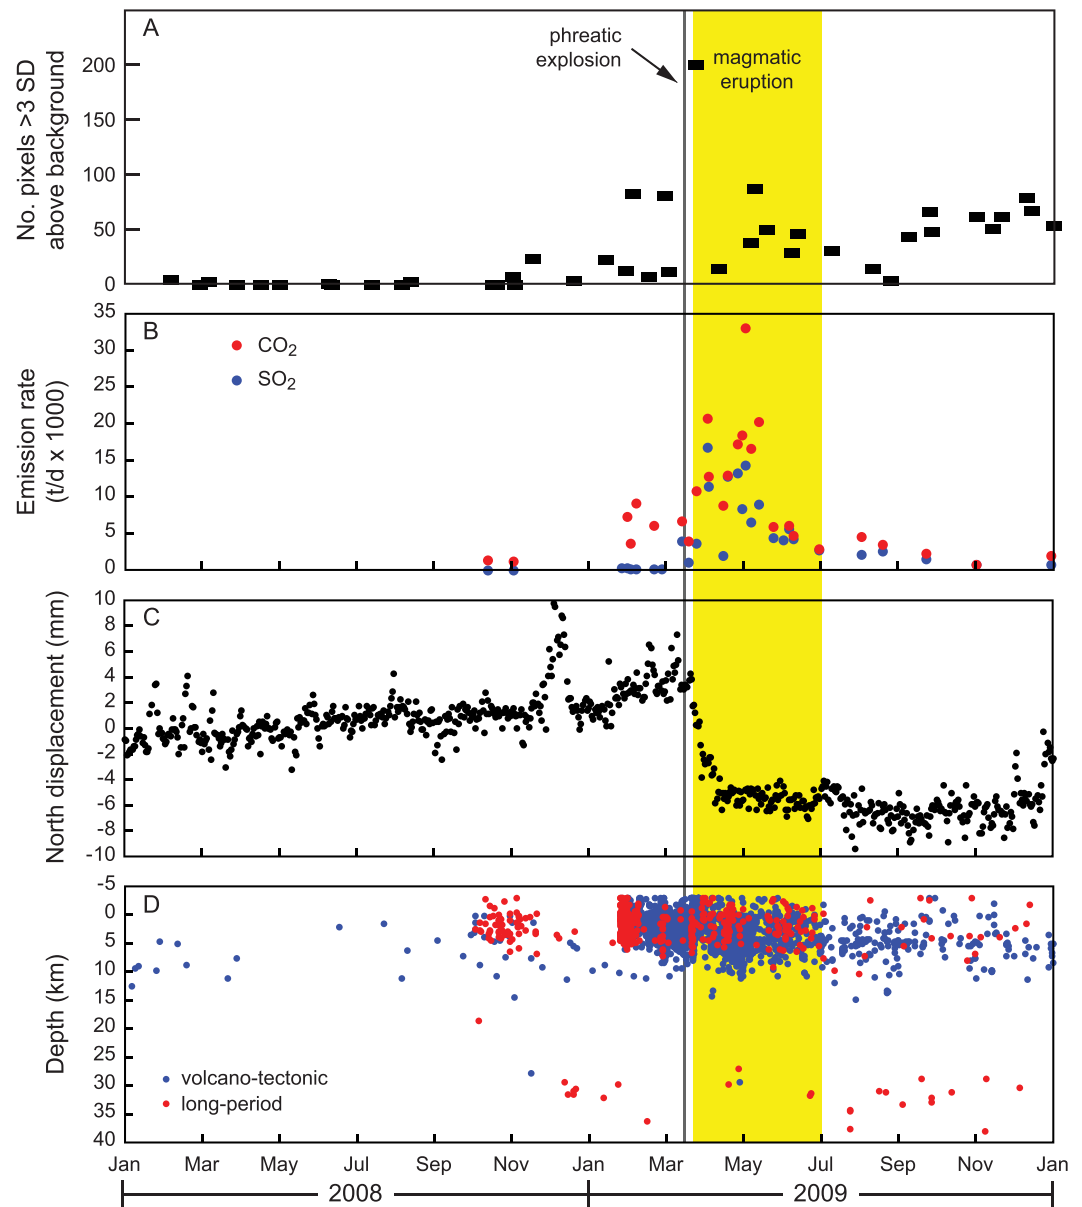 A
No. pixels >3 SD
above background
200
150
100
50
0
phreatic
explosion
magmatic
eruption
B
Emission rate
(t/d x 1000)
35
30
25
20
15
10
5
0
CO2
SO2
C
North displacement (mm)
10
8
6
4
2
0
-2
-4
-6
-8
-10
D
Depth (km)
-5
0
5
10
15
20
25
30
35
40
volcano-tectonic
long-period
Jan Mar May Jul Sep Nov Jan Mar May Jul Sep Nov Jan
2008 2009